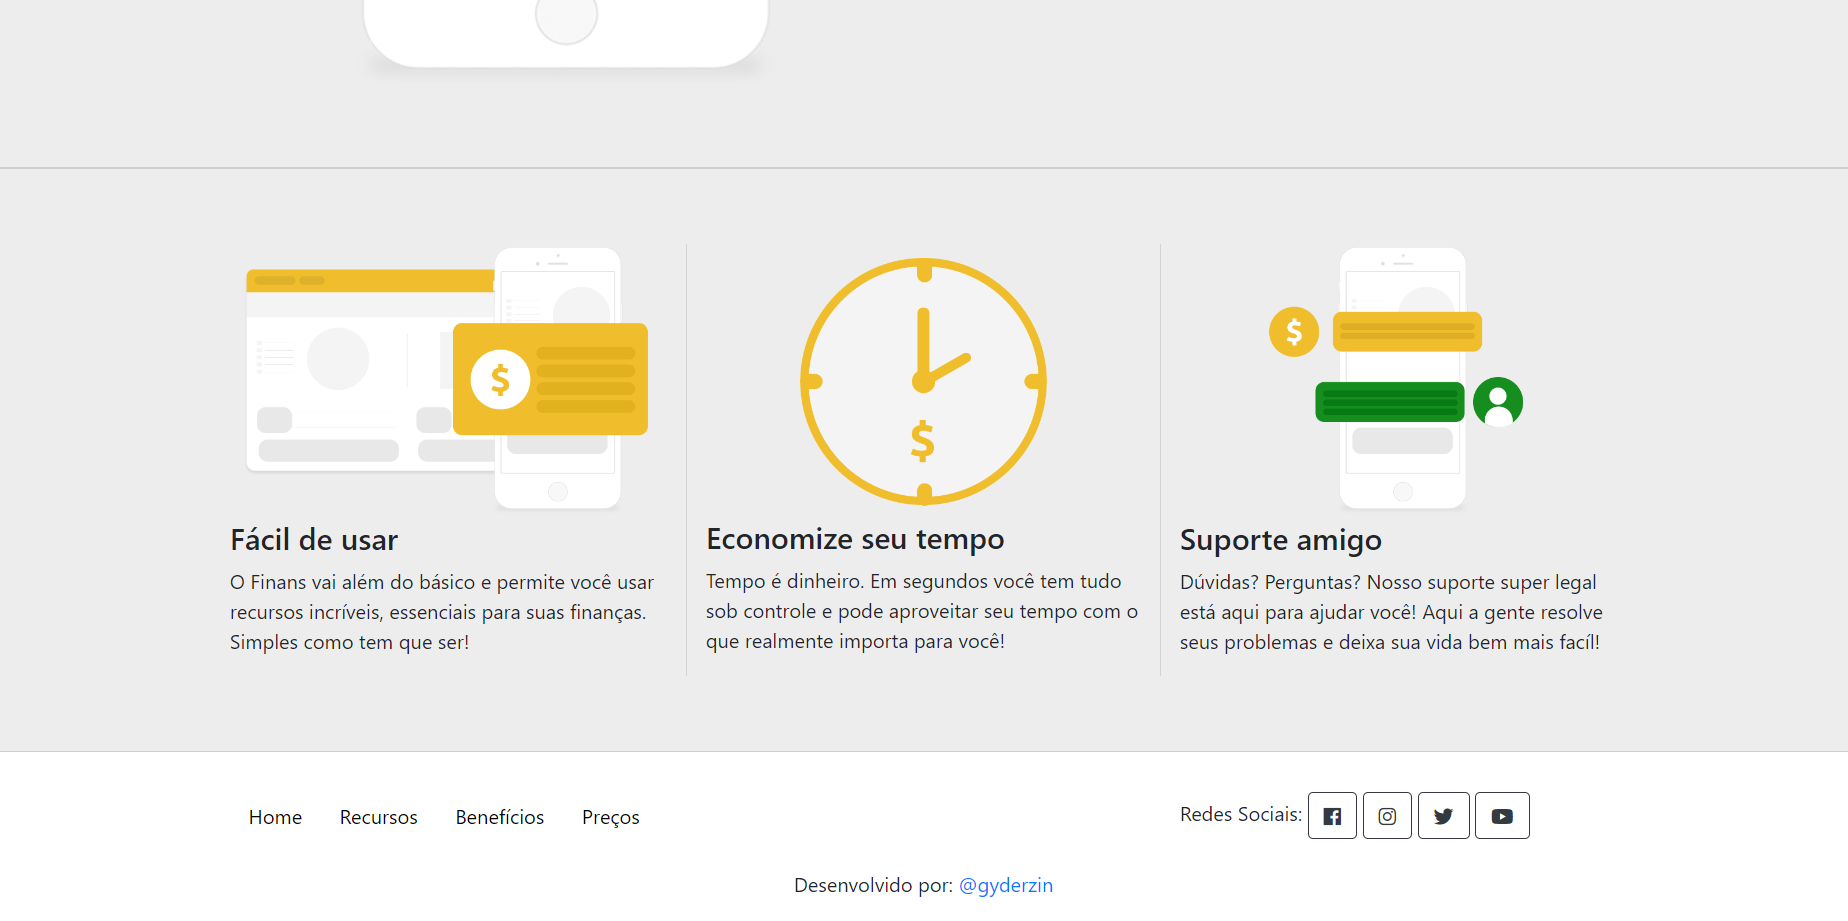 $
$
$
Fácil de usar
O Finans vai além do básico e permite você usar
recursos incríveis, essenciais para suas finanças.
Simples como tem que ser!
Economize seu tempo
Tempo é dinheiro. Em segundos você tem tudo
sob controle e pode aproveitar seu tempo com o
que realmente importa para você!
Suporte amigo
Dúvidas? Perguntas? Nosso suporte super legal
está aqui para ajudar você! Aqui a gente resolve
seus problemas e deixa sua vida bem mais facíl!
Home Recursos Benefícios Preços
Redes Sociais:
Desenvolvido por: @gyderzin